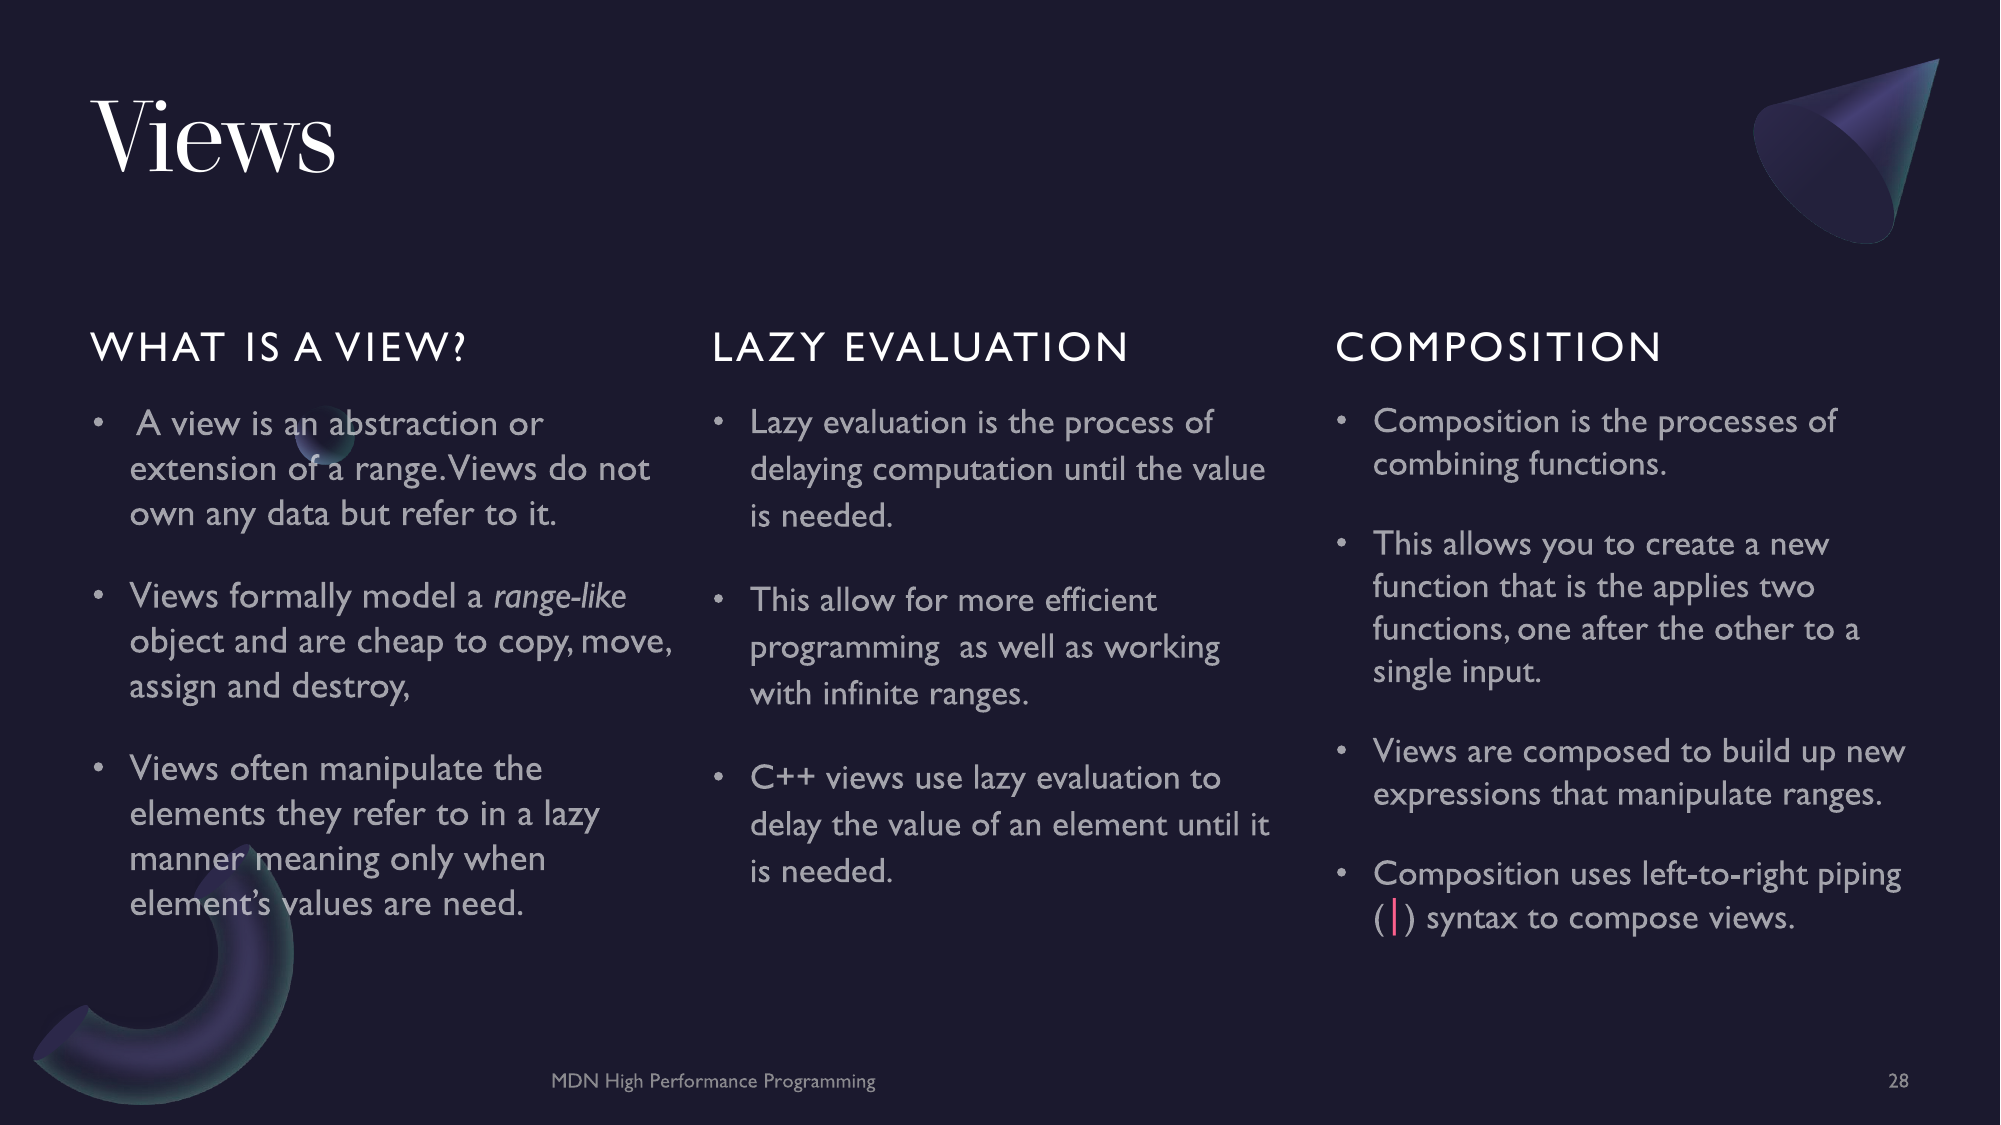 Views
WHAT IS A VIEW?
• A view is an abstraction or
extension of a range. Views do not
own any data but refer to it.
• Views formally model a range-like
object and are cheap to copy, move,
assign and destroy,
• Views often manipulate the
elements they refer to in a lazy
manner meaning only when
element’s values are need.
LAZY EVALUATION
• Lazy evaluation is the process of
delaying computation until the value
is needed.
• This allow for more efficient
programming as well as working
with infinite ranges.
• C++ views use lazy evaluation to
delay the value of an element until it
is needed.
COMPOSITION
• Composition is the processes of
combining functions.
• This allows you to create a new
function that is the applies two
functions, one after the other to a
single input.
• Views are composed to build up new
expressions that manipulate ranges.
• Composition uses left-to-right piping
(|) syntax to compose views.
MDN High Performance Programming
28